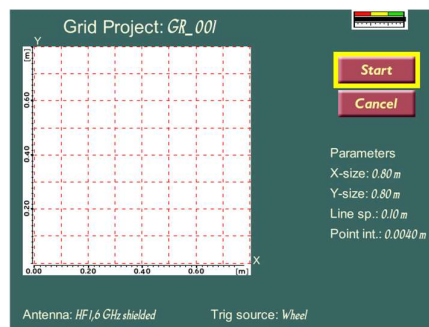 Grid Project: GR_001
Y
[m]
0.60
0.40
0.20
0.00 0.20 0.40 0.60 [m]
X
Start
Cancel
Parameters
X-size: 0.80 m
Y-size: 0.80 m
Line sp.: 0.10 m
Point int.: 0.0040 m
Antenna: HF1,6 GHz shielded
Trig source: Wheel